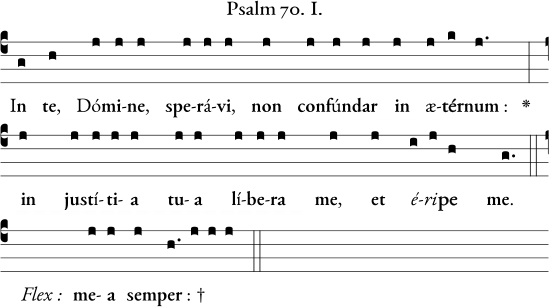 Psalm 70. I.
In te, Dómi-ne, spe-rá-vi, non confúndar in æ-térnum : *
in justí-ti-a tu-a lí-be-ra me, et é-ripe me.
Flex : me-a semper : †